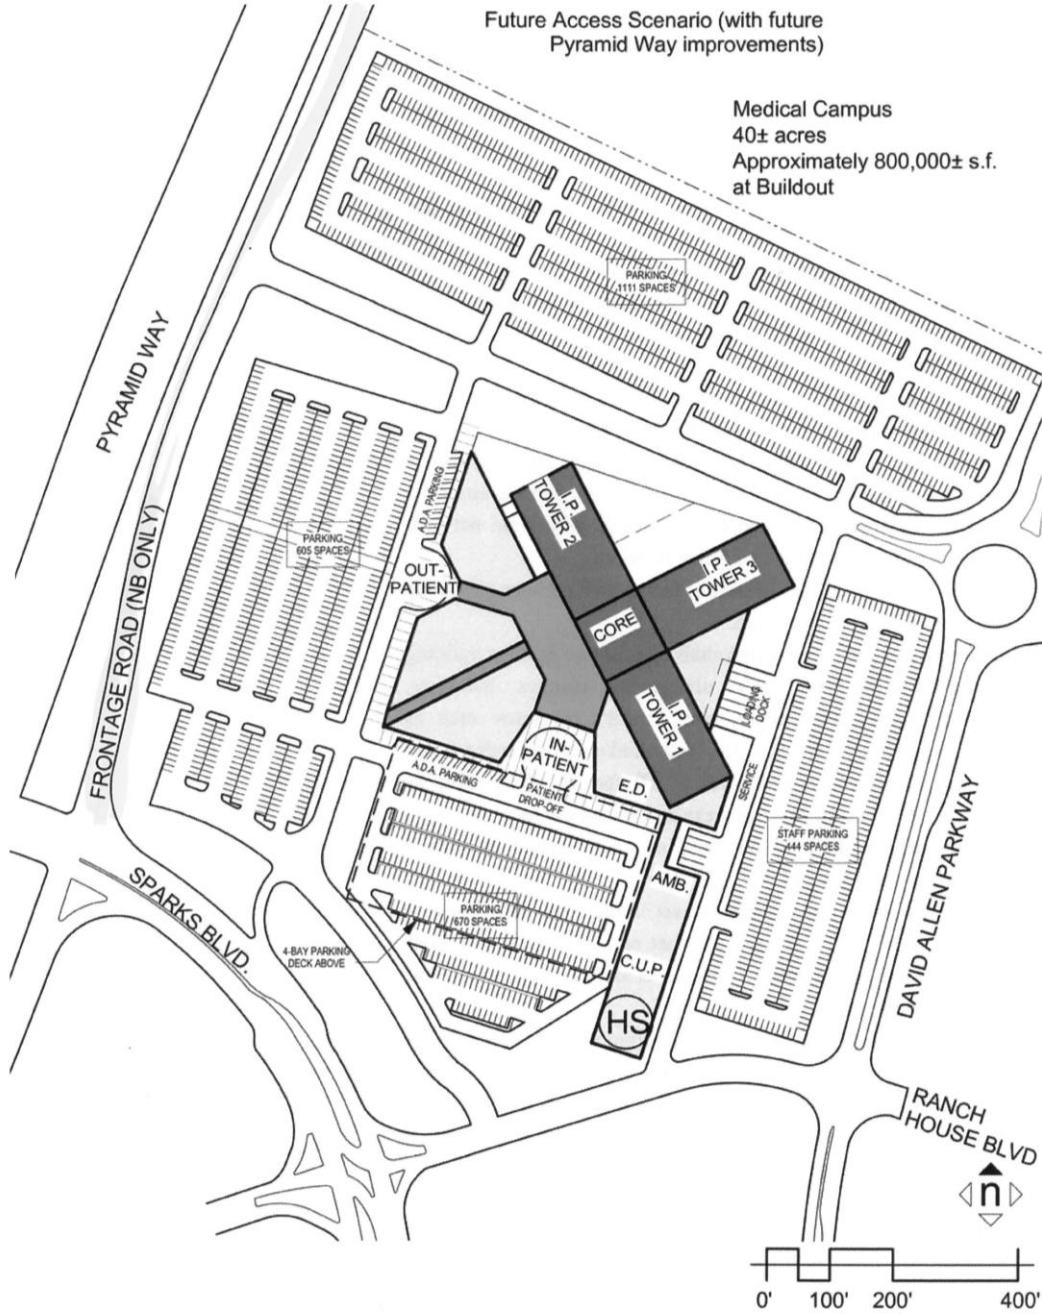 Future Access Scenario (with future
Pyramid Way improvements)
Medical Campus
40± acres
Approximately 800,000± s.f.
at Buildout
PARKING
1111 SPACES
PYRAMID WAY
A.D.A. PARKING
I.P.
TOWER 2
PARKING
605 SPACES
OUT-
PATIENT
I.P.
TOWER 3
CORE
FRONTAGE ROAD (NB ONLY)
I.P.
TOWER 1
LOADING
DOCK
IN-
PATIENT
A.D.A. PARKING
PATIENT
DROP-OFF
E.D.
SERVICE
STAFF PARKING
444 SPACES
DAVID ALLEN PARKWAY
SPARKS BLVD.
AMB.
PARKING
670 SPACES
4-BAY PARKING
DECK ABOVE
C.U.P.
HS
RANCH
HOUSE BLVD
n
0' 100' 200' 400'